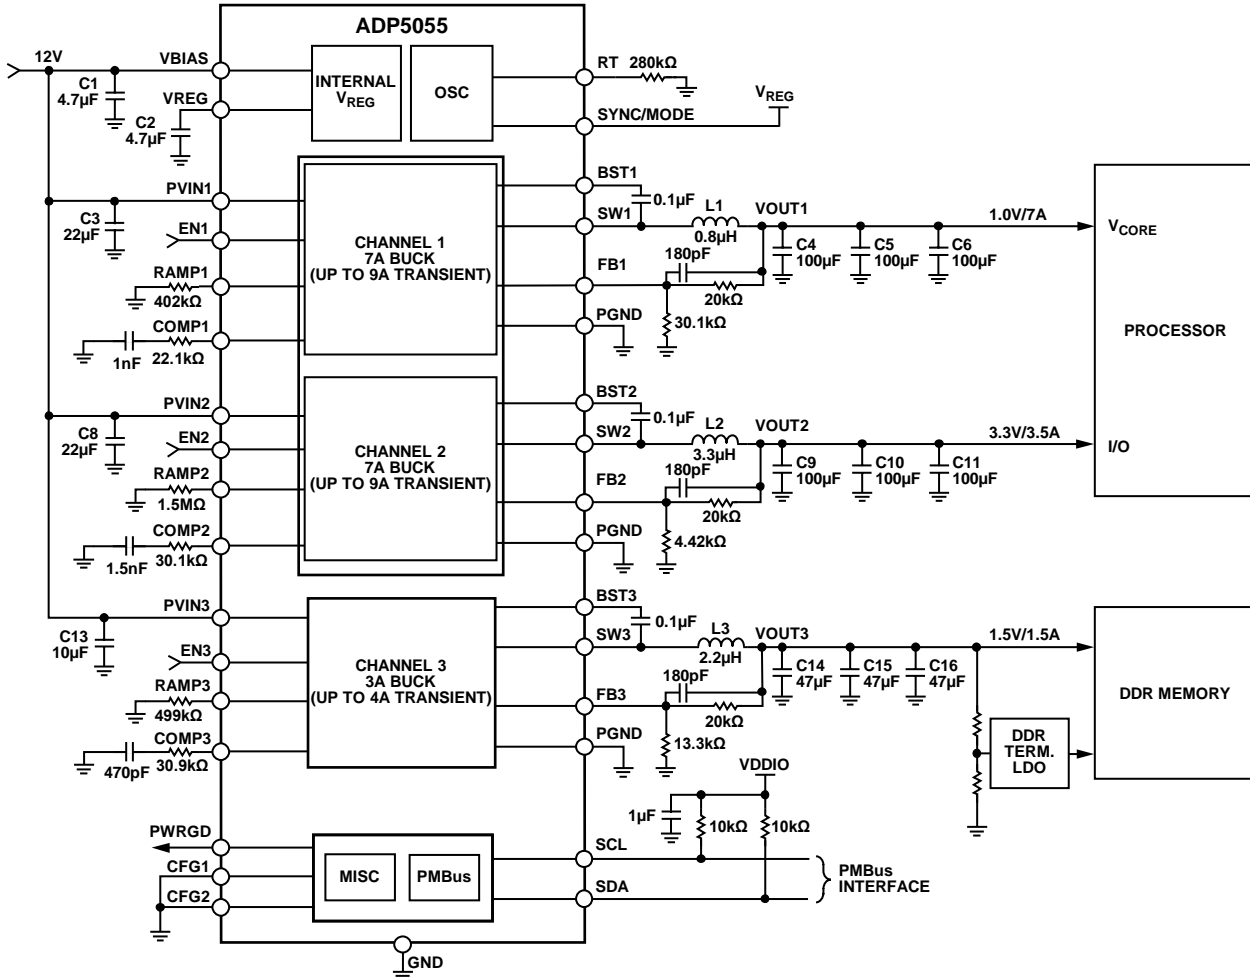 ADP5055
12V
VBIAS
C1
4.7µF
VREG
C2
4.7µF
INTERNAL
VREG
OSC
RT
280kΩ
SYNC/MODE
VREG
PVIN1
C3
22µF
EN1
RAMP1
402kΩ
COMP1
1nF
22.1kΩ
CHANNEL 1
7A BUCK
(UP TO 9A TRANSIENT)
BST1
0.1µF
SW1
L1
0.8µH
VOUT1
180pF
FB1
20kΩ
30.1kΩ
PGND
C4
100µF
C5
100µF
C6
100µF
1.0V/7A
VCORE
PROCESSOR
I/O
PVIN2
C8
22µF
EN2
RAMP2
1.5MΩ
COMP2
1.5nF
30.1kΩ
CHANNEL 2
7A BUCK
(UP TO 9A TRANSIENT)
BST2
0.1µF
SW2
L2
3.3µH
VOUT2
180pF
FB2
20kΩ
4.42kΩ
PGND
C9
100µF
C10
100µF
C11
100µF
3.3V/3.5A
PVIN3
C13
10µF
EN3
RAMP3
499kΩ
COMP3
470pF
30.9kΩ
CHANNEL 3
3A BUCK
(UP TO 4A TRANSIENT)
BST3
0.1µF
SW3
L3
2.2µH
VOUT3
180pF
FB3
20kΩ
13.3kΩ
PGND
C14
47µF
C15
47µF
C16
47µF
1.5V/1.5A
DDR MEMORY
DDR
TERM.
LDO
VDDIO
1µF
10kΩ
10kΩ
PWRGD
CFG1
CFG2
MISC
PMBus
SCL
SDA
PMBus
INTERFACE
GND